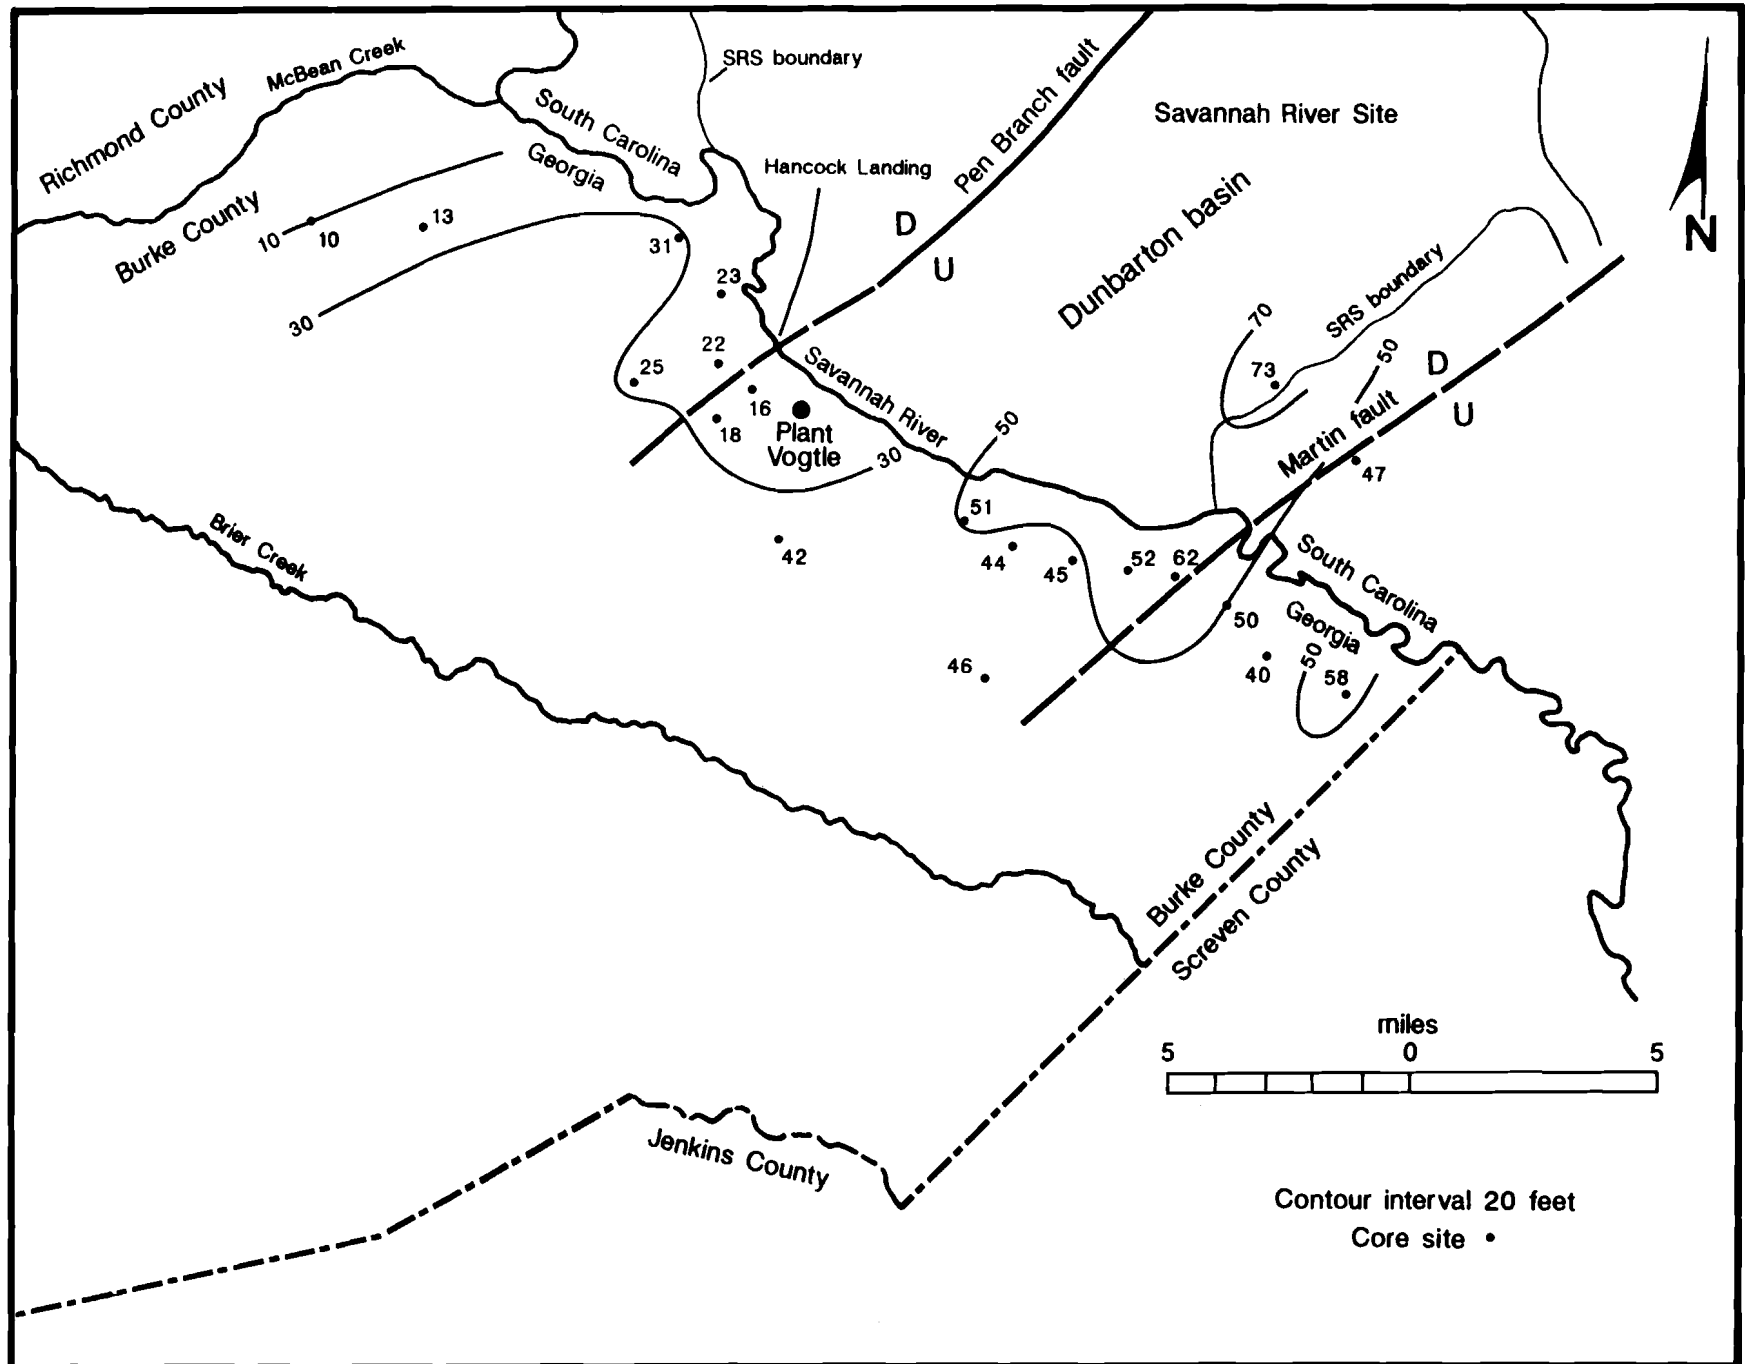 SRS boundary
McBean Creek
Richmond County
South Carolina
Georgia
Pen Branch fault
Savannah River Site
Hancock Landing
Burke County
10
10
13
31
23
D
U
Dunbarton basin
N
30
SRS boundary
70
50
73
D
U
22
25
16
18
Plant
Vogtle
Savannah River
30
50
Martin fault
47
51
42
44
45
52
62
Brier Creek
South Carolina
Georgia
50
46
40
50
58
Burke County
Screven County
miles
5 0 5
Jenkins County
Contour interval 20 feet
Core site •